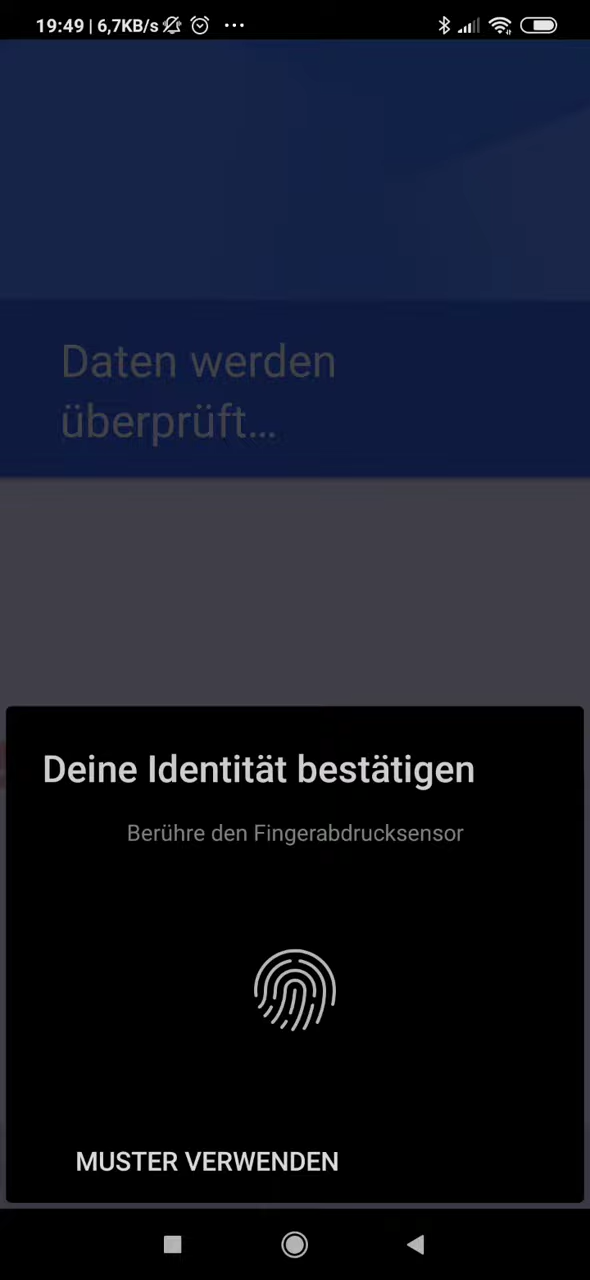 19:49 | 6,7KB/s ...
Daten werden
überprüft...
Deine Identität bestätigen
Berühre den Fingerabdrucksensor
MUSTER VERWENDEN